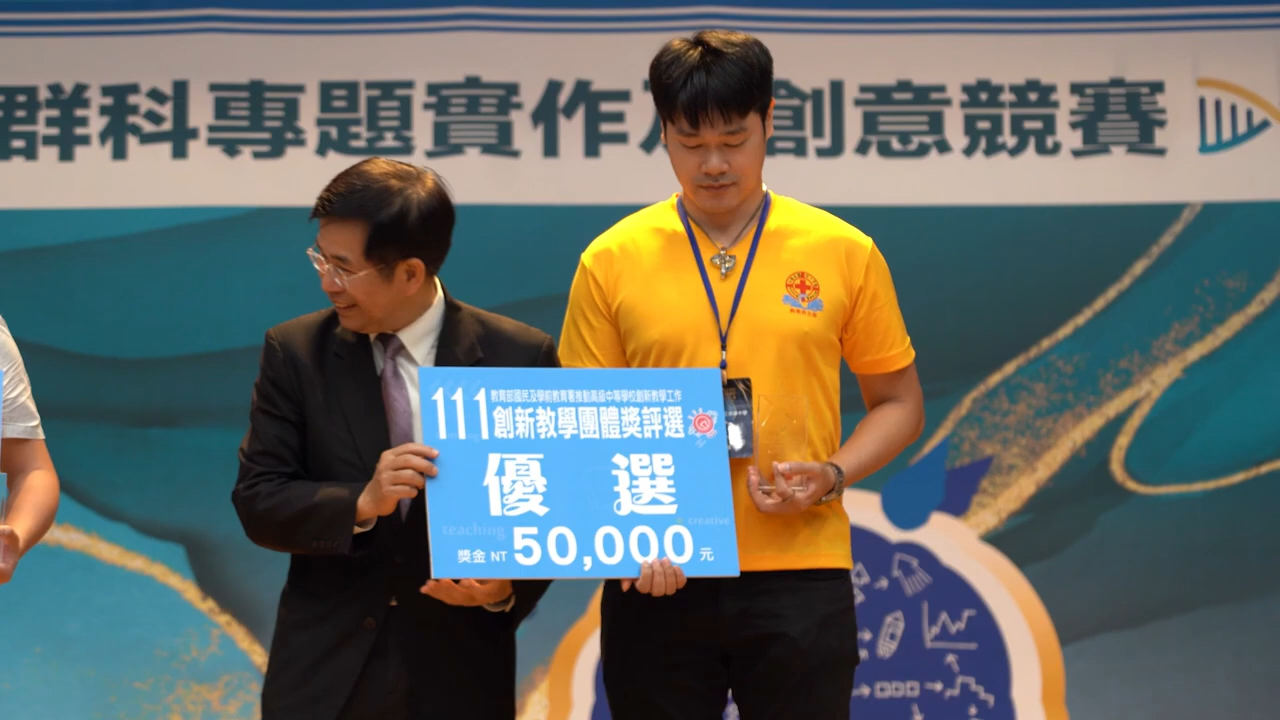 群科專題實作及創意競賽
111 教育部國民及學前教育署推動高級中等學校創新教學工作
創新教學團體獎評選
優 選
teaching
creative
獎金 NT 50,000 元